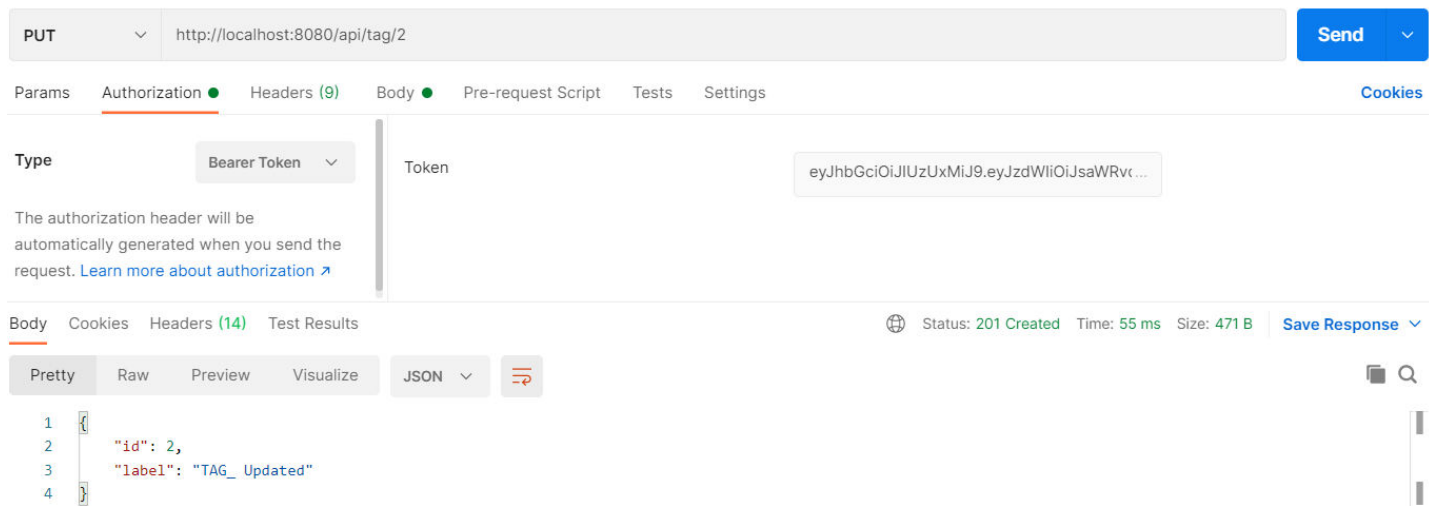 PUT http://localhost:8080/api/tag/2 Send
Params Authorization Headers (9) Body Pre-request Script Tests Settings Cookies
Type Bearer Token
The authorization header will be
automatically generated when you send the
request. Learn more about authorization ↗
Token eyJhbGciOiJIUzUxMiJ9.eyJzdWIiOiJsaWRvc...
Body Cookies Headers (14) Test Results Status: 201 Created Time: 55 ms Size: 471 B Save Response
Pretty Raw Preview Visualize JSON
1 {
2 "id": 2,
3 "label": "TAG_ Updated"
4 }